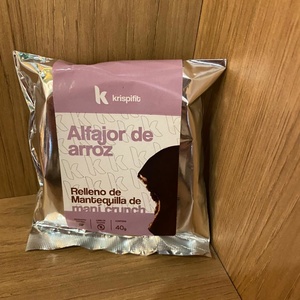 krispifit
Alfajor de
arroz
Relleno de
Mantequilla de
maní crunch
40g